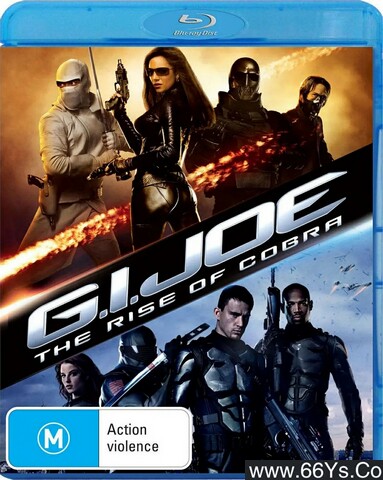 Blu-ray Disc
G.I.JOE
THE RISE OF COBRA
M
Action
violence
www.66Ys.Co